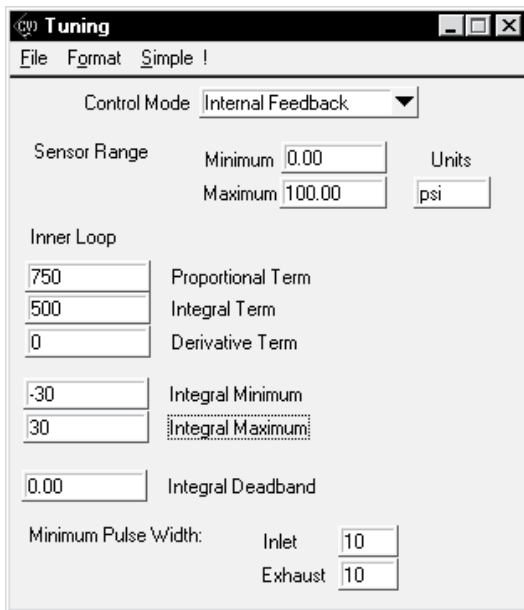 CVI Tuning
File Format Simple !
Control Mode Internal Feedback
Sensor Range Minimum 0.00 Units
Maximum 100.00 psi
Inner Loop
750 Proportional Term
500 Integral Term
0 Derivative Term
-30 Integral Minimum
30 Integral Maximum
0.00 Integral Deadband
Minimum Pulse Width: Inlet 10
Exhaust 10